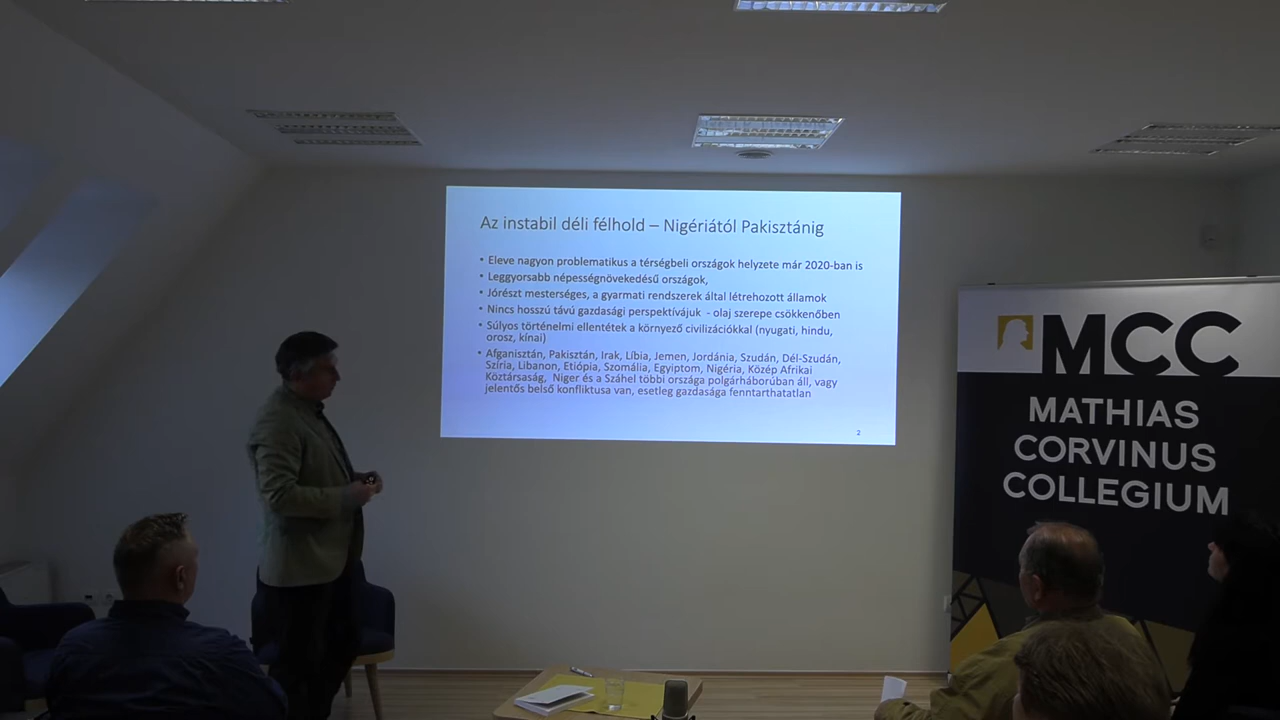 Az instabil déli félhold – Nigériától Pakisztánig
• Eleve nagyon problematikus a térségbeli országok helyzete már 2020-ban is
• Leggyorsabb népességnövekedésű országok,
• Jórészt mesterséges, a gyarmati rendszerek által létrehozott államok
• Nincs hosszú távú gazdasági perspektívájuk - olaj szerepe csökkenőben
• Súlyos történelmi ellentétek a környező civilizációkkal (nyugati, hindu,
orosz, kínai)
• Afganisztán, Pakisztán, Irak, Líbia, Jemen, Jordánia, Szudán, Dél-Szudán,
Szíria, Libanon, Etiópia, Szomália, Egyiptom, Nigéria, Közép Afrikai
Köztársaság, Niger és a Száhel többi országa polgárháborúban áll, vagy
jelentős belső konfliktusa van, esetleg gazdasága fenntarthatatlan
2
MCC
MATHIAS
CORVINUS
COLLEGIUM